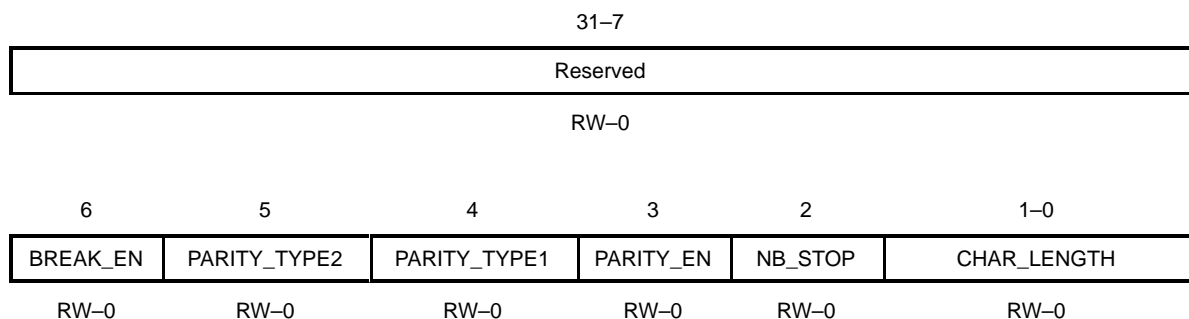 31–7
Reserved
RW–0
6 5 4 3 2 1–0
BREAK_EN PARITY_TYPE2 PARITY_TYPE1 PARITY_EN NB_STOP CHAR_LENGTH
RW–0 RW–0 RW–0 RW–0 RW–0 RW–0